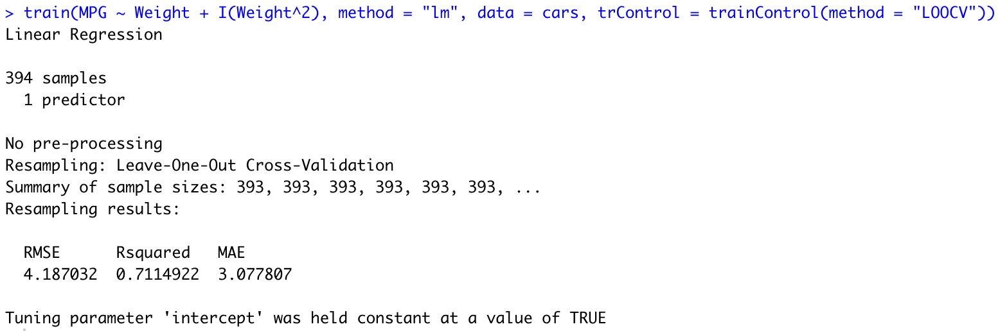 > train(MPG ~ Weight + I(Weight^2), method = "lm", data = cars, trControl = trainControl(method = "LOOCV"))
Linear Regression

394 samples
  1 predictor

No pre-processing
Resampling: Leave-One-Out Cross-Validation
Summary of sample sizes: 393, 393, 393, 393, 393, 393, ...
Resampling results:

  RMSE      Rsquared   MAE
  4.187032  0.7114922  3.077807

Tuning parameter 'intercept' was held constant at a value of TRUE